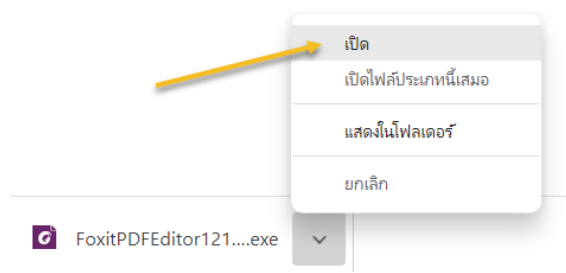 เปิด
เปิดไฟล์ประเภทนี้เสมอ
แสดงในโฟลเดอร์
ยกเลิก
FoxitPDFEditor121....exe